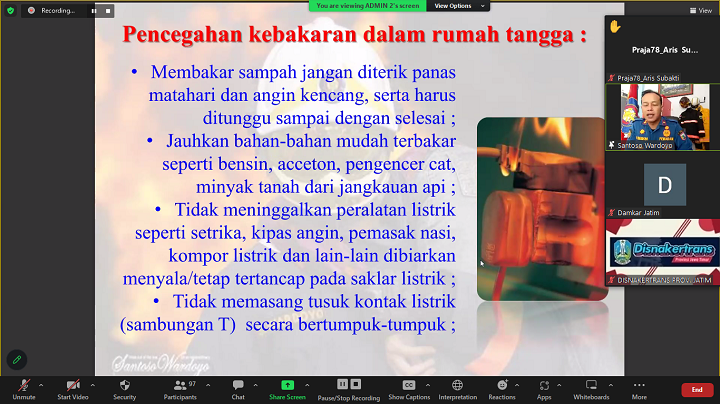 Recording...
You are viewing ADMIN 2's screen
View Options
View
Pencegahan kebakaran dalam rumah tangga :
• Membakar sampah jangan diterik panas
matahari dan angin kencang, serta harus
ditunggu sampai dengan selesai ;
• Jauhkan bahan-bahan mudah terbakar
seperti bensin, acceton, pengencer cat,
minyak tanah dari jangkauan api ;
• Tidak meninggalkan peralatan listrik
seperti setrika, kipas angin, pemasak nasi,
kompor listrik dan lain-lain dibiarkan
menyala/tetap tertancap pada saklar listrik ;
• Tidak memasang tusuk kontak listrik
(sambungan T) secara bertumpuk-tumpuk ;
Santoso Wardoyo
Praja78_Aris Su...
Praja78_Aris Subakti
Santoso Wardoyo
D
Damkar Jatim
Disnakertrans
Provinsi Jawa Timur
DISNAKERTRANS PROV. JATIM
Unmute
Start Video
Security
Participants
97
Chat
Share Screen
Pause/Stop Recording
CC
Show Captions
Interpretation
Reactions
Apps
Whiteboards
More
End